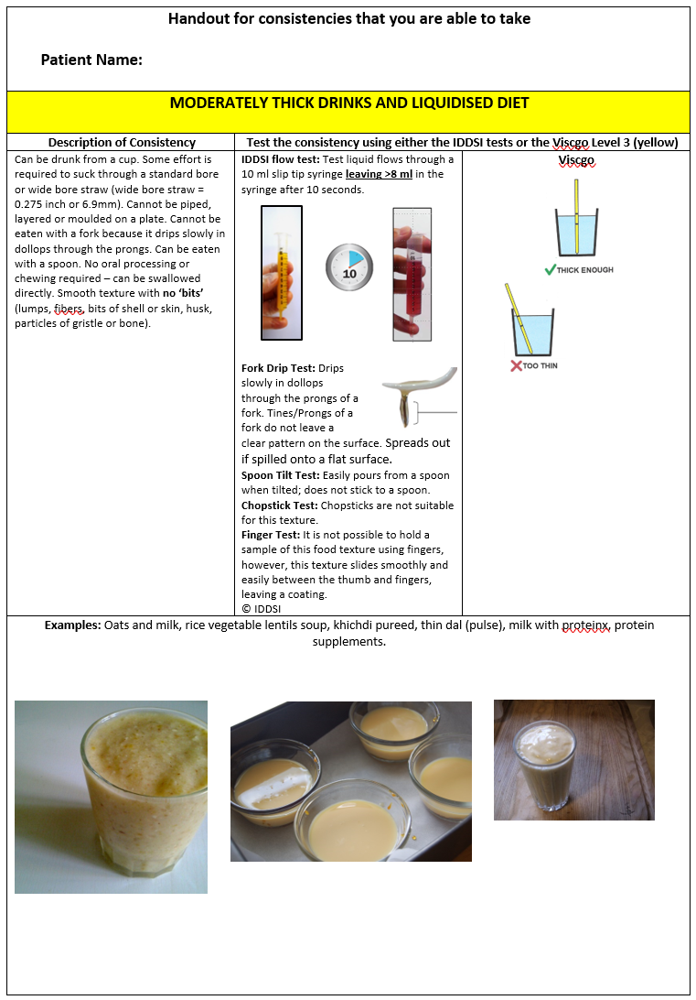 Handout for consistencies that you are able to take
Patient Name:
MODERATELY THICK DRINKS AND LIQUIDISED DIET
Description of Consistency
Test the consistency using either the IDDSI tests or the Viscgo Level 3 (yellow)
Can be drunk from a cup. Some effort is
required to suck through a standard bore
or wide bore straw (wide bore straw =
0.275 inch or 6.9mm). Cannot be piped,
layered or moulded on a plate. Cannot be
eaten with a fork because it drips slowly in
dollops through the prongs. Can be eaten
with a spoon. No oral processing or
chewing required – can be swallowed
directly. Smooth texture with no ‘bits’
(lumps, fibers, bits of shell or skin, husk,
particles of gristle or bone).
IDDSI flow test: Test liquid flows through a
10 ml slip tip syringe leaving >8 ml in the
syringe after 10 seconds.
10
Fork Drip Test: Drips
slowly in dollops
through the prongs of a
fork. Tines/Prongs of a
fork do not leave a
clear pattern on the surface. Spreads out
if spilled onto a flat surface.
Spoon Tilt Test: Easily pours from a spoon
when tilted; does not stick to a spoon.
Chopstick Test: Chopsticks are not suitable
for this texture.
Finger Test: It is not possible to hold a
sample of this food texture using fingers,
however, this texture slides smoothly and
easily between the thumb and fingers,
leaving a coating.
© IDDSI
Viscgo
THICK ENOUGH
TOO THIN
Examples: Oats and milk, rice vegetable lentils soup, khichdi pureed, thin dal (pulse), milk with proteinx, protein
supplements.